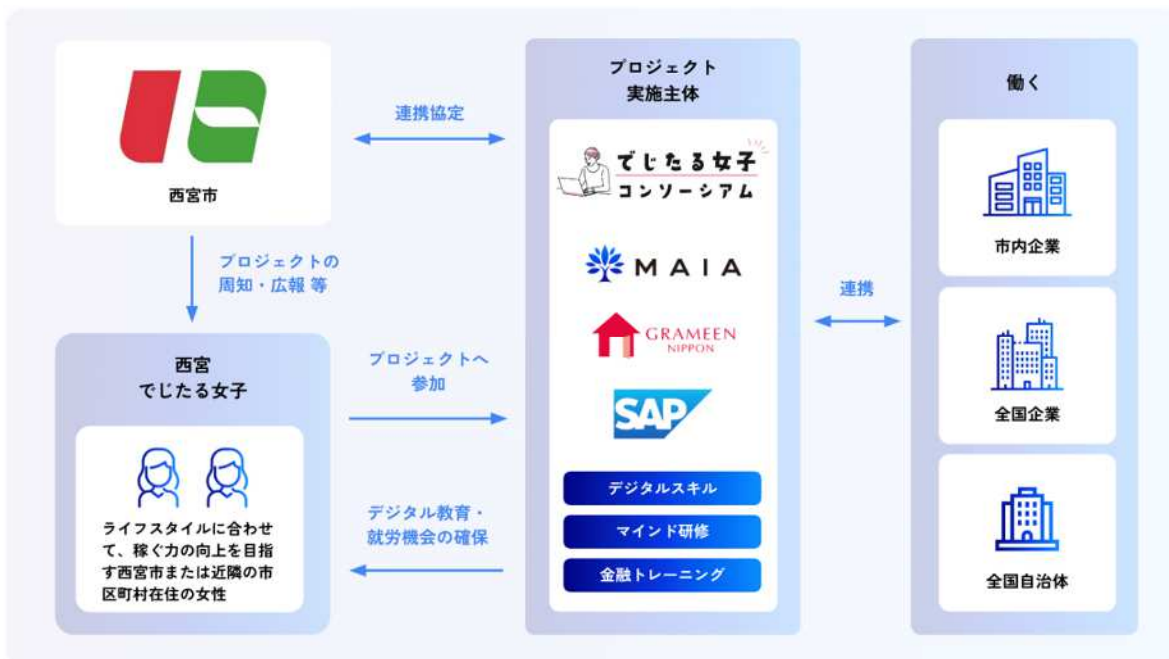 西宮市
連携協定
プロジェクトの
周知・広報 等
西宮
でじたる女子
ライフスタイルに合わせ
て、稼ぐ力の向上を目指
す西宮市または近隣の市
区町村在住の女性
プロジェクトへ
参加
デジタル教育・
就労機会の確保
プロジェクト
実施主体
でじたる女子
コンソーシアム
MAIA
GRAMEEN
NIPPON
SAP
デジタルスキル
マインド研修
金融トレーニング
連携
働く
市内企業
全国企業
全国自治体